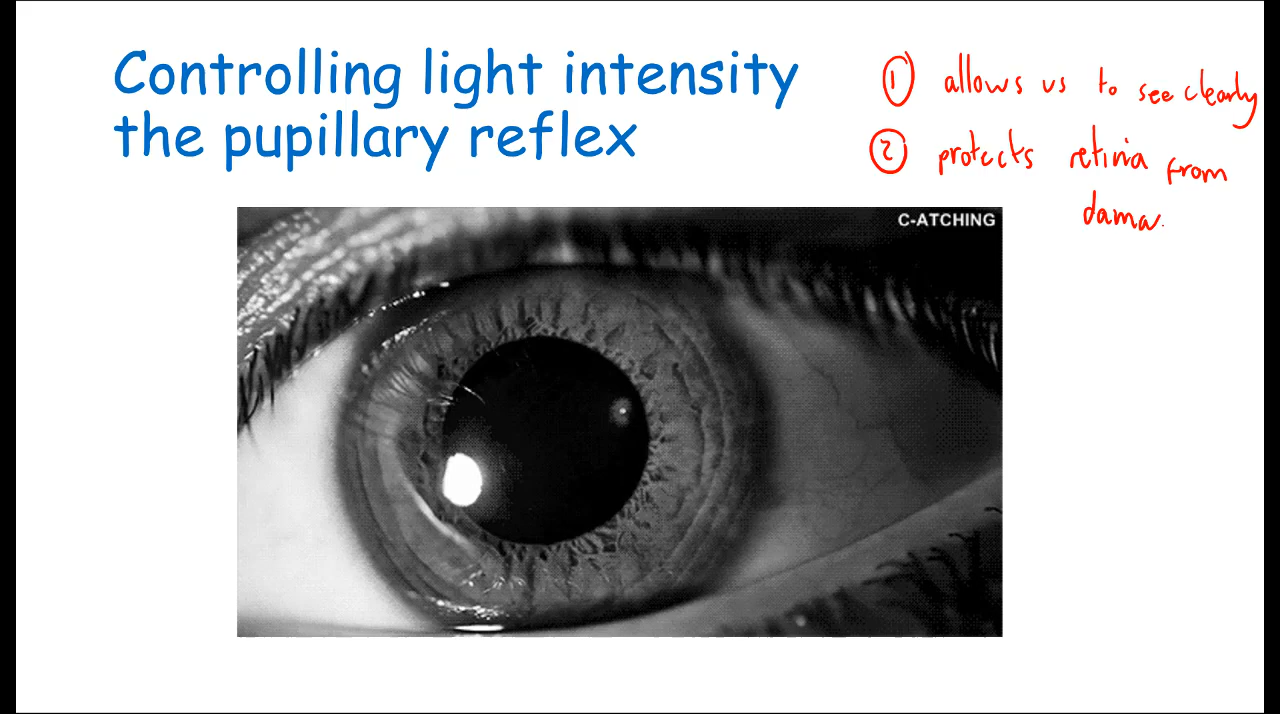 Controlling light intensity
the pupillary reflex
① allows us to see clearly
② protects retina from
dama
C-ATCHING